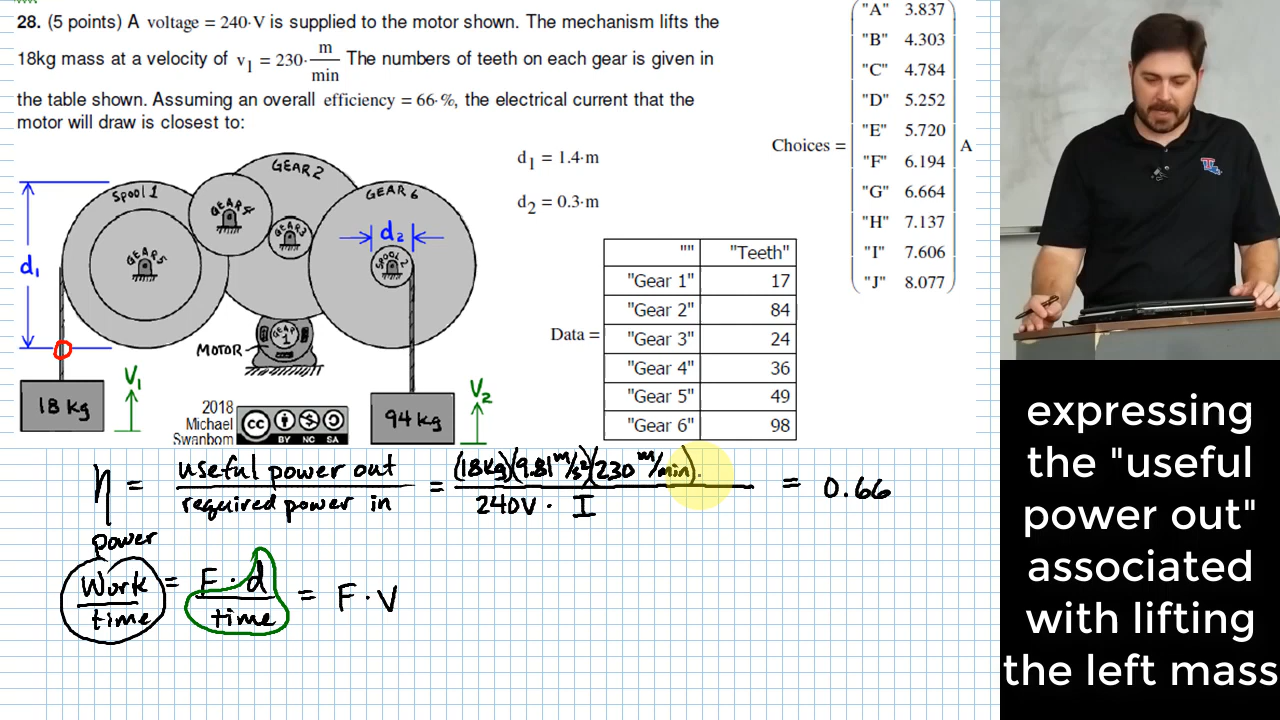 28. (5 points) A voltage = 240·V is supplied to the motor shown. The mechanism lifts the
18kg mass at a velocity of v₁ = 230· m/min The numbers of teeth on each gear is given in
the table shown. Assuming an overall efficiency = 66·%, the electrical current that the
motor will draw is closest to:
d₁ = 1.4·m
d₂ = 0.3·m
Choices =
"A" 3.837
"B" 4.303
"C" 4.784
"D" 5.252
"E" 5.720
"F" 6.194
"G" 6.664
"H" 7.137
"I" 7.606
"J" 8.077
A
SPOOL 1
GEAR 2
GEAR 4
GEAR 3
GEAR 6
GEAR 5
SPOOL 2
d₁
d₂
GEAR 1
MOTOR
V₁
V₂
18 kg
94 kg
2018
Michael
Swanbom
cc
BY NC SA
Data =
"" "Teeth"
"Gear 1" 17
"Gear 2" 84
"Gear 3" 24
"Gear 4" 36
"Gear 5" 49
"Gear 6" 98
η = useful power out / required power in = (18kg)(9.81 m/s²)(230 m/min). / 240V · I = 0.66
power
Work / time = F · d / time = F · V
expressing
the "useful
power out"
associated
with lifting
the left mass